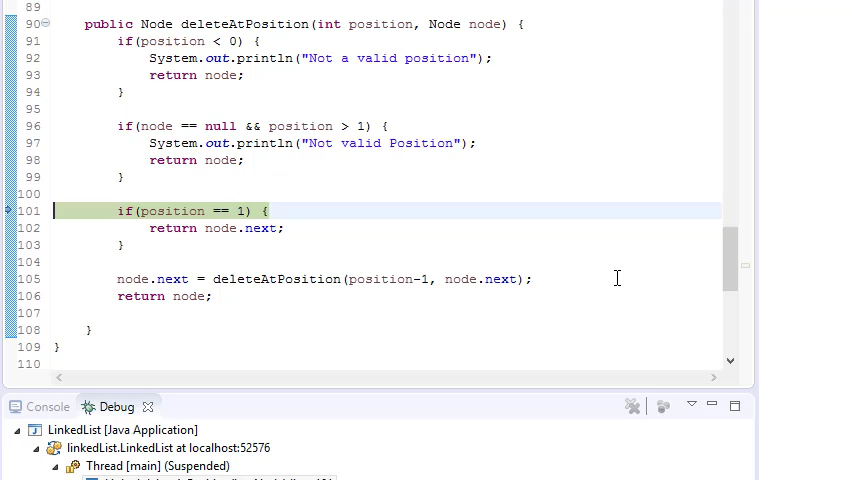 89
90 public Node deleteAtPosition(int position, Node node) {
91 if(position < 0) {
92 System.out.println("Not a valid position");
93 return node;
94 }
95
96 if(node == null && position > 1) {
97 System.out.println("Not valid Position");
98 return node;
99 }
100
101 if(position == 1) {
102 return node.next;
103 }
104
105 node.next = deleteAtPosition(position-1, node.next);
106 return node;
107
108 }
109 }
110
Console Debug
LinkedList [Java Application]
linkedList.LinkedList at localhost:52576
Thread [main] (Suspended)